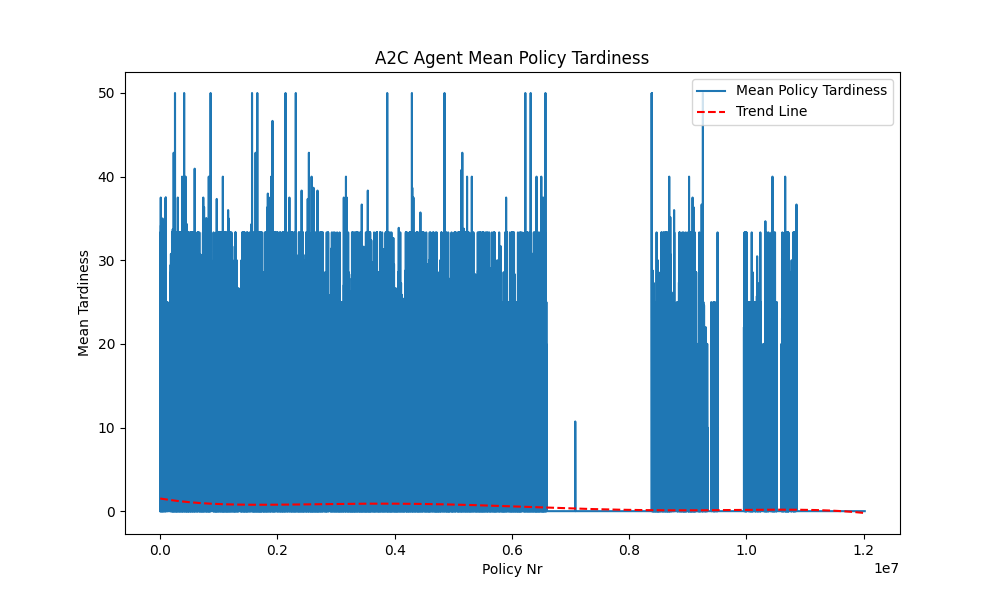 A2C Agent Mean Policy Tardiness
Mean Policy Tardiness
Trend Line
Mean Tardiness
50
40
30
20
10
0
0.0
0.2
0.4
0.6
0.8
1.0
1.2
1e7
Policy Nr